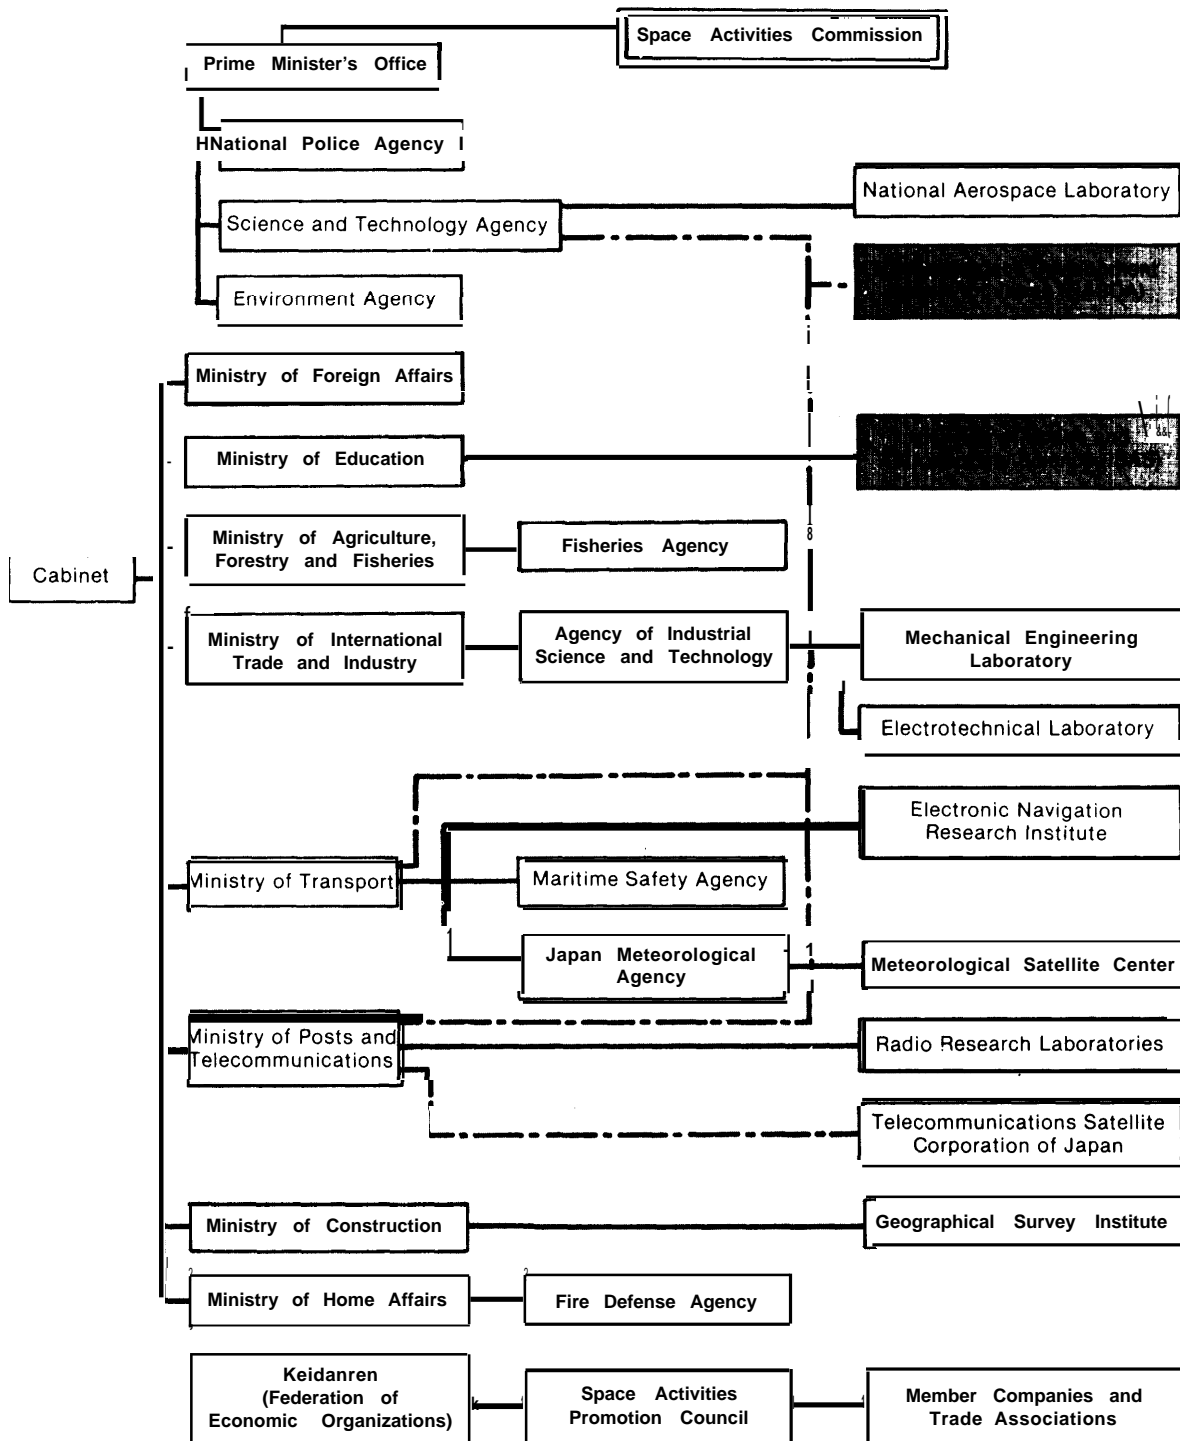 Space Activities Commission
Prime Minister's Office
National Police Agency
National Aerospace Laboratory
Science and Technology Agency
Environment Agency
Ministry of Foreign Affairs
Ministry of Education
Ministry of Agriculture,
Forestry and Fisheries
Fisheries Agency
Cabinet
Ministry of International
Trade and Industry
Agency of Industrial
Science and Technology
Mechanical Engineering
Laboratory
Electrotechnical Laboratory
Electronic Navigation
Research Institute
Ministry of Transport
Maritime Safety Agency
Japan Meteorological
Agency
Meteorological Satellite Center
Ministry of Posts and
Telecommunications
Radio Research Laboratories
Telecommunications Satellite
Corporation of Japan
Ministry of Construction
Geographical Survey Institute
Ministry of Home Affairs
Fire Defense Agency
Keidanren
(Federation of
Economic Organizations)
Space Activities
Promotion Council
Member Companies and
Trade Associations